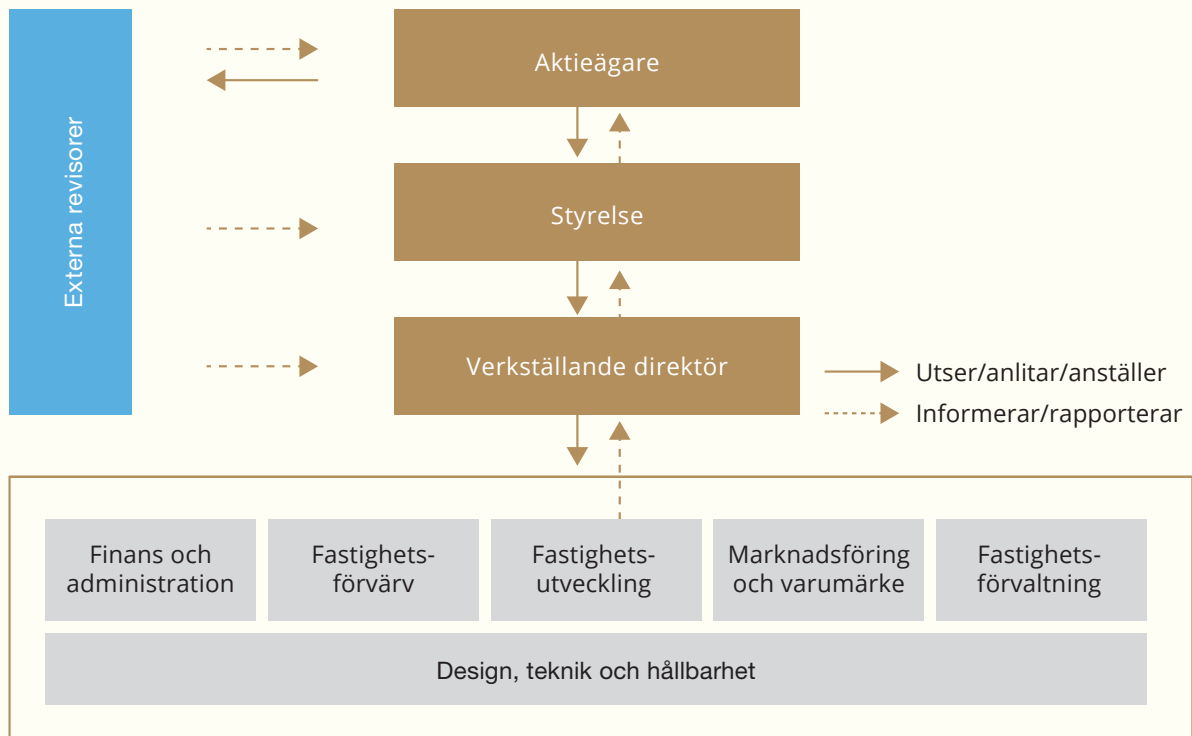 Externa revisorer
Aktieägare
Styrelse
Verkställande direktör
Utser/anlitar/anställer
Informerar/rapporterar
Finans och
administration
Fastighets-
förvärv
Fastighets-
utveckling
Marknadsföring
och varumärke
Fastighets-
förvaltning
Design, teknik och hållbarhet